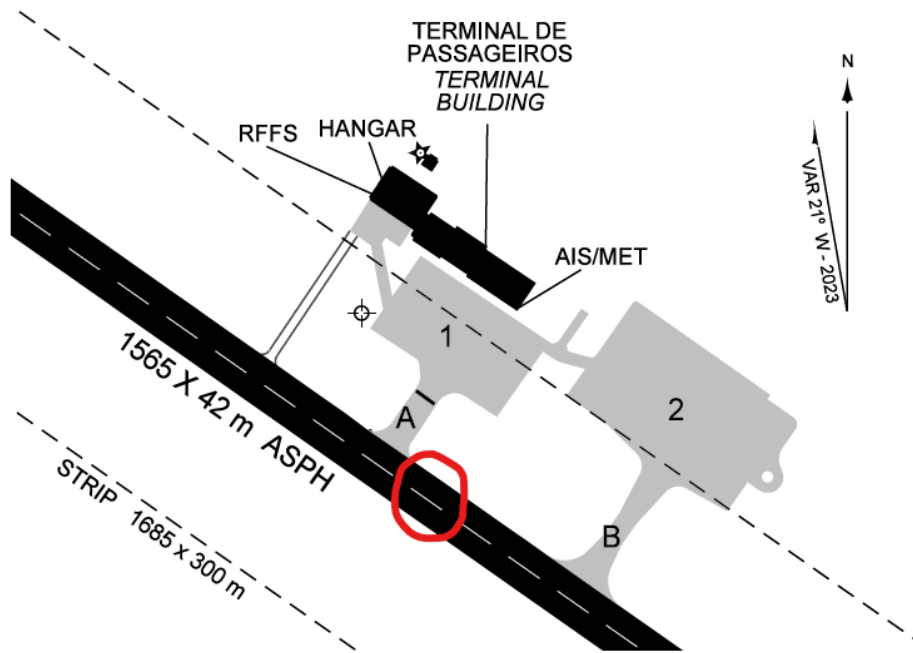 TERMINAL DE
PASSAGEIROS
TERMINAL
BUILDING
N
RFFS
HANGAR
VAR 21º W - 2023
AIS/MET
1
1565 X 42 m ASPH
2
A
STRIP 1685 x 300 m
B